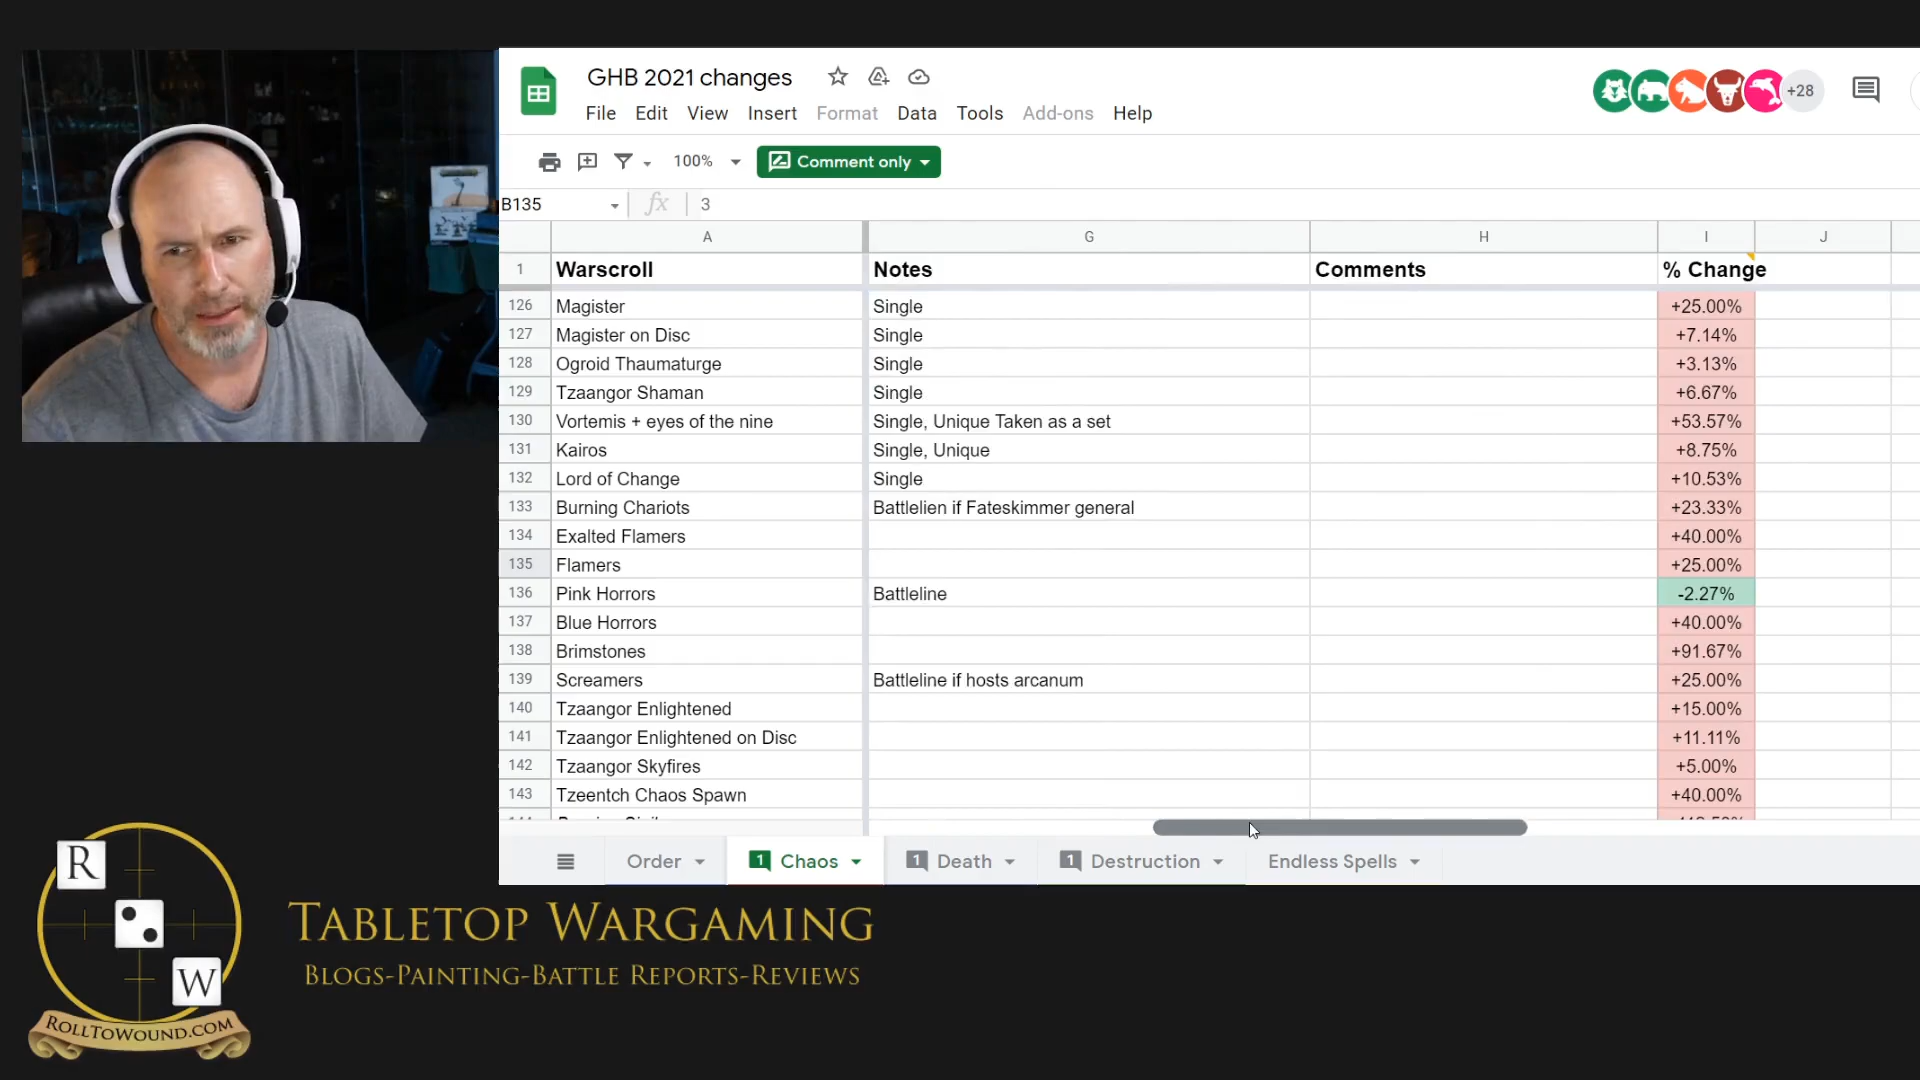 GHB 2021 changes
+28
File Edit View Insert Format Data Tools Add-ons Help
100% Comment only
B135 fx 3
A G H I J
1 Warscroll Notes Comments % Change
126 Magister Single +25.00%
127 Magister on Disc Single +7.14%
128 Ogroid Thaumaturge Single +3.13%
129 Tzaangor Shaman Single +6.67%
130 Vortemis + eyes of the nine Single, Unique Taken as a set +53.57%
131 Kairos Single, Unique +8.75%
132 Lord of Change Single +10.53%
133 Burning Chariots Battlelien if Fateskimmer general +23.33%
134 Exalted Flamers +40.00%
135 Flamers +25.00%
136 Pink Horrors Battleline -2.27%
137 Blue Horrors +40.00%
138 Brimstones +91.67%
139 Screamers Battleline if hosts arcanum +25.00%
140 Tzaangor Enlightened +15.00%
141 Tzaangor Enlightened on Disc +11.11%
142 Tzaangor Skyfires +5.00%
143 Tzeentch Chaos Spawn +40.00%
Order 1 Chaos 1 Death 1 Destruction Endless Spells
R
W
RollToWound.com
Tabletop Wargaming
Blogs-Painting-Battle Reports-Reviews